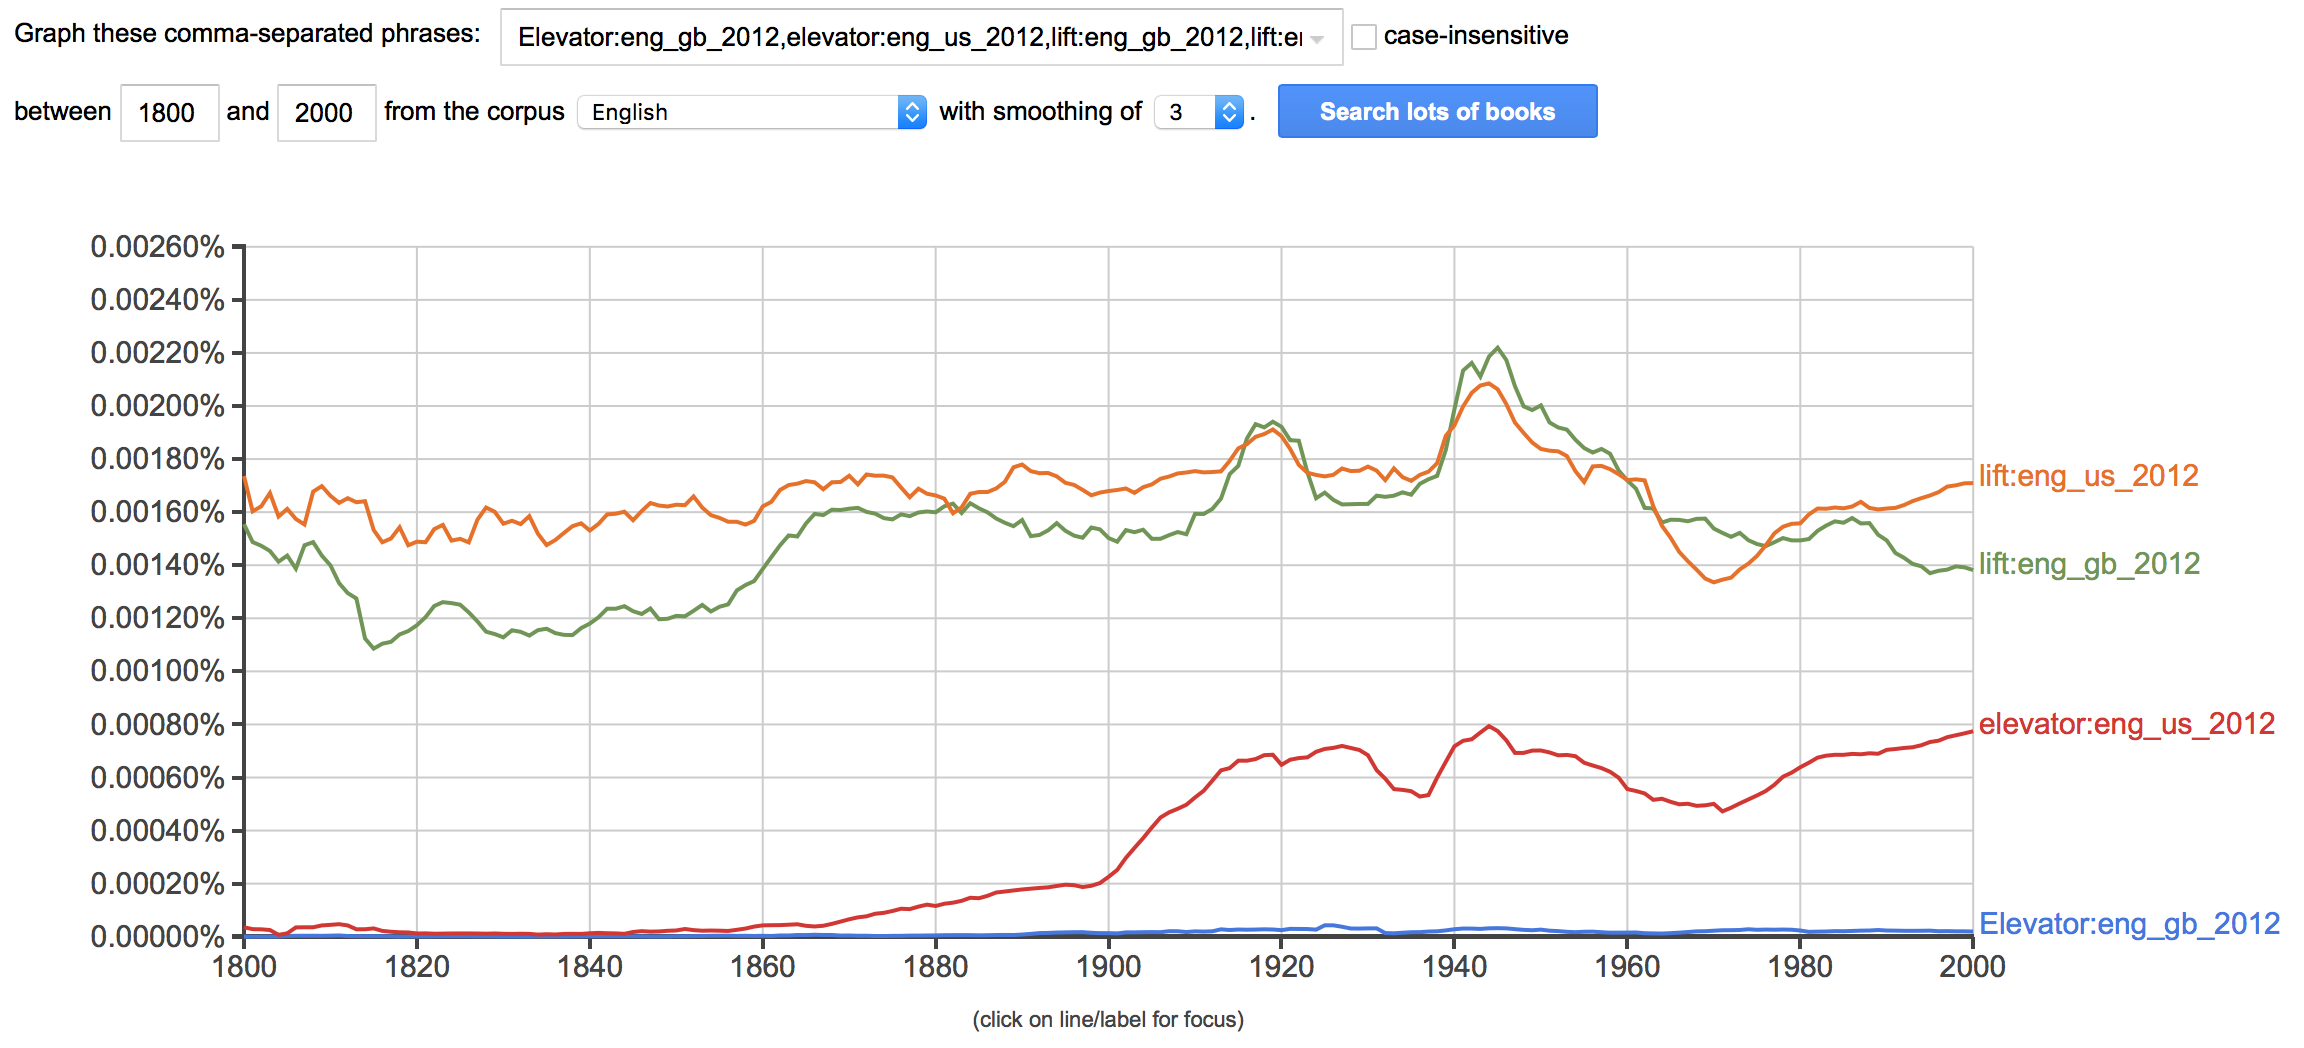 Graph these comma-separated phrases: Elevator:eng_gb_2012,elevator:eng_us_2012,lift:eng_gb_2012,lift:e case-insensitive
between 1800 and 2000 from the corpus English with smoothing of 3 . Search lots of books
0.00260%
0.00240%
0.00220%
0.00200%
0.00180%
lift:eng_us_2012
0.00160%
lift:eng_gb_2012
0.00140%
0.00120%
0.00100%
0.00080% elevator:eng_us_2012
0.00060%
0.00040%
0.00020%
0.00000% Elevator:eng_gb_2012
1800 1820 1840 1860 1880 1900 1920 1940 1960 1980 2000
(click on line/label for focus)